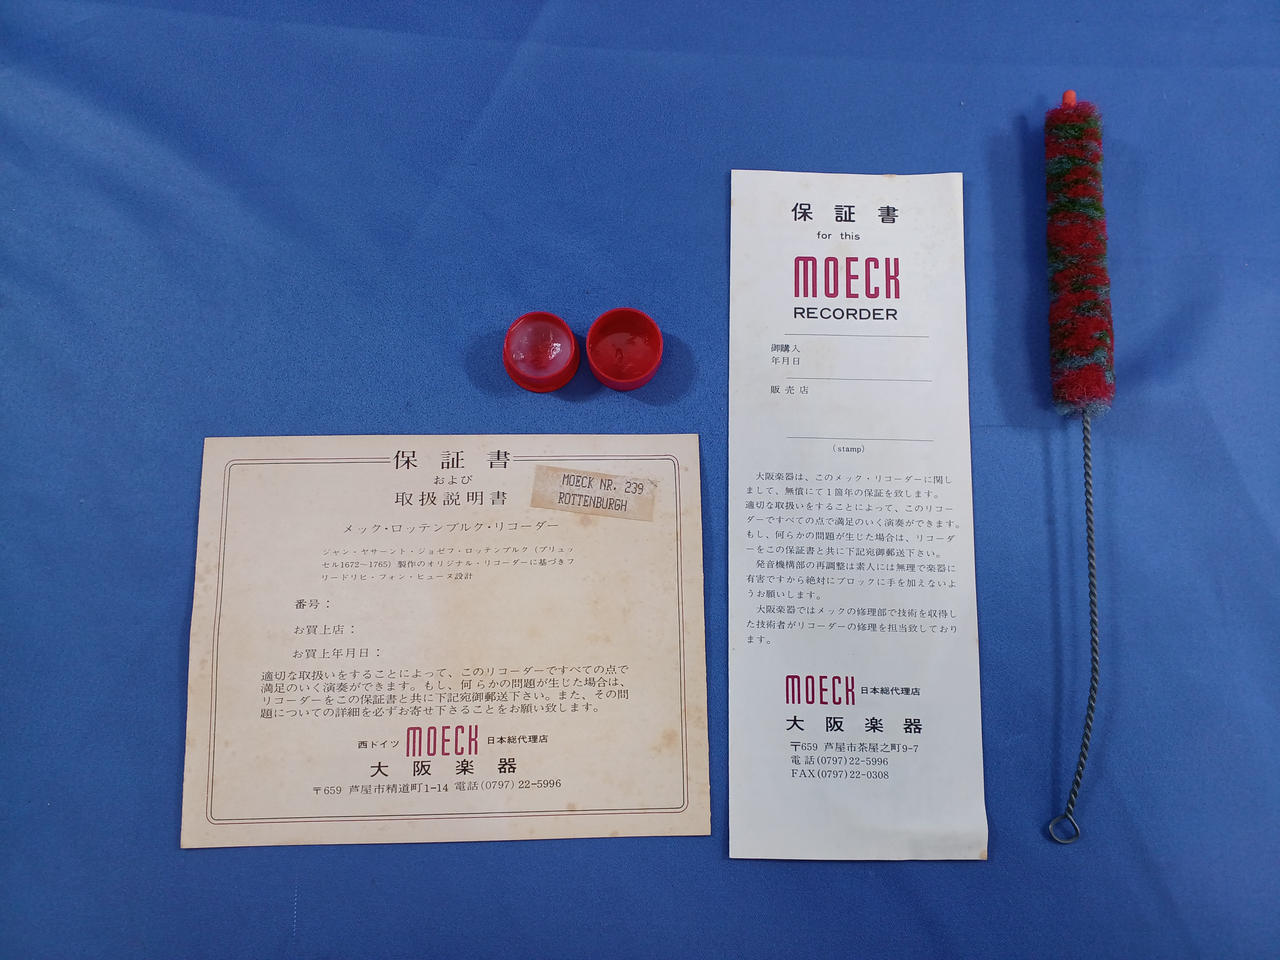 保証書
および
取扱説明書
MOECK NR. 239
ROTTENBURGH
メック・ロッテンブルク・リコーダー
ジャン・ヤサーント・ジョゼフ・ロッテンブルク (ブリュッ
セル1672〜1765) 製作のオリジナル・リコーダーに基づきフ
リードリヒ・フォン・ヒューヌ設計
番号：
お買上店：
お買上年月日：
適切な取扱いをすることによって、このリコーダーですべての点で
満足のいく演奏ができます。もし、何らかの問題が生じた場合は、
リコーダーをこの保証書と共に下記宛御郵送下さい。また、その問
題についての詳細を必ずお寄せ下さることをお願い致します。
西ドイツ MOECK 日本総代理店
大阪楽器
〒659 芦屋市精道町1-14 電話(0797)22-5996
保証書
for this
MOECK
RECORDER
御購入
年月日
販売店
(stamp)
大阪楽器は、このメック・リコーダーに関し
まして、無償にて1箇年の保証を致します。
適切な取扱いをすることによって、このリコー
ダーですべての点で満足のいく演奏ができます。
もし、何らかの問題が生じた場合は、リコーダ
ーをこの保証書と共に下記宛御郵送下さい。
発音機構部の再調整は素人には無理で楽器に
有害ですから絶対にブロックに手を加えないよ
うお願いします。
大阪楽器ではメックの修理部で技術を取得し
た技術者がリコーダーの修理を担当致しており
ます。
MOECK 日本総代理店
大阪楽器
〒659 芦屋市茶屋之町9-7
電話(0797)22-5996
FAX(0797)22-0308